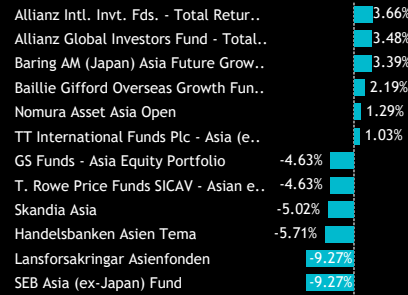 Allianz Intl. Invt. Fds. - Total Retur.. 3.66%
Allianz Global Investors Fund - Total.. 3.48%
Baring AM (Japan) Asia Future Grow.. 3.39%
Baillie Gifford Overseas Growth Fun.. 2.19%
Nomura Asset Asia Open 1.29%
TT International Funds Plc - Asia (e.. 1.03%
GS Funds - Asia Equity Portfolio -4.63%
T. Rowe Price Funds SICAV - Asian e.. -4.63%
Skandia Asia -5.02%
Handelsbanken Asien Tema -5.71%
Lansforsakringar Asienfonden -9.27%
SEB Asia (ex-Japan) Fund -9.27%